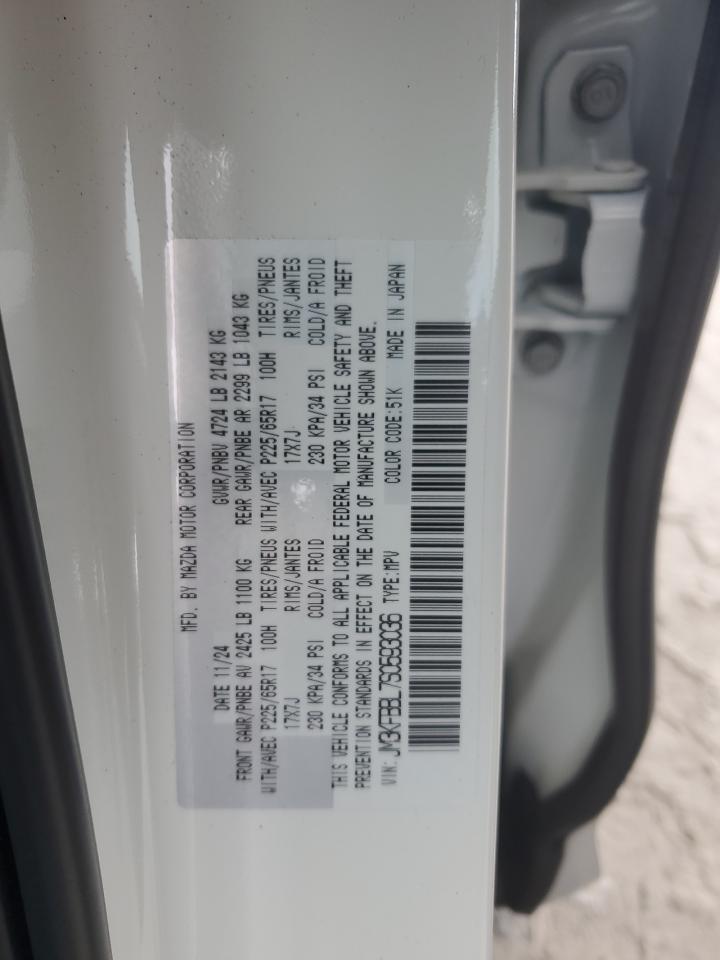 MFD. BY MAZDA MOTOR CORPORATION
DATE 11/24 GVWR/PNBV 4724 LB 2143 KG
FRONT GAWR/PNBE AV 2425 LB 1100 KG REAR GAWR/PNBE AR 2299 LB 1043 KG
WITH/AVEC P225/65R17 100H TIRES/PNEUS WITH/AVEC P225/65R17 100H TIRES/PNEUS
17X7J RIMS/JANTES 17X7J RIMS/JANTES
230 KPA/34 PSI COLD/A FROID 230 KPA/34 PSI COLD/A FROID
THIS VEHICLE CONFORMS TO ALL APPLICABLE FEDERAL MOTOR VEHICLE SAFETY AND THEFT
PREVENTION STANDARDS IN EFFECT ON THE DATE OF MANUFACTURE SHOWN ABOVE.
VIN: JM3KFBBL7S0593036 TYPE:MPV COLOR CODE:51K MADE IN JAPAN